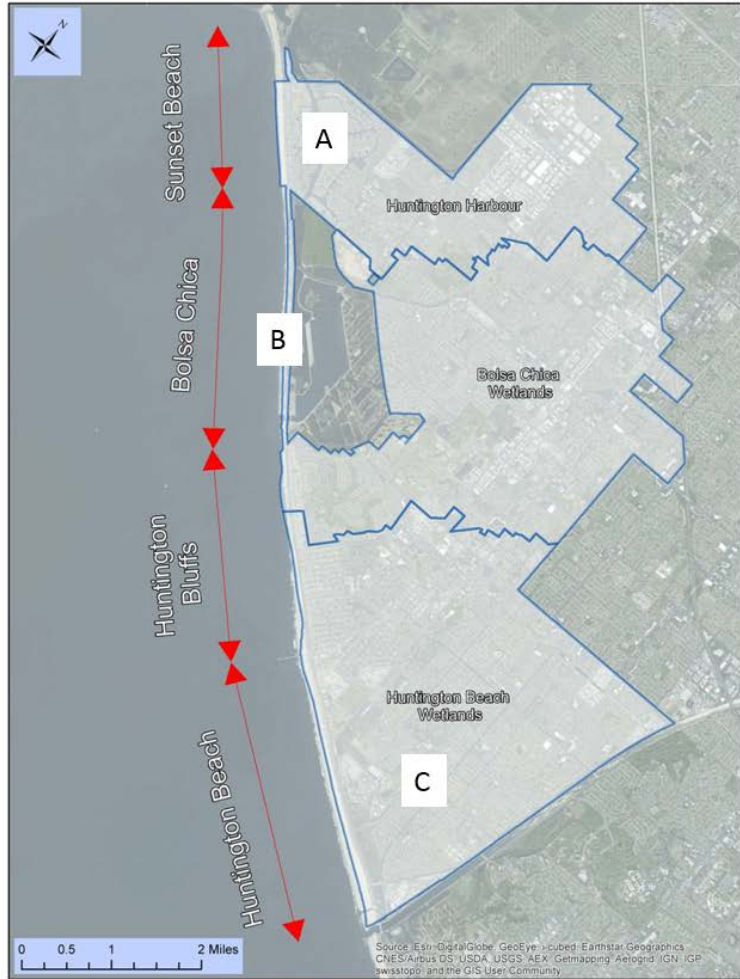 N
Sunset Beach
A
Huntington Harbour
Bolsa Chica
B
Bolsa Chica
Wetlands
Huntington
Bluffs
Huntington Beach
Wetlands
C
Huntington Beach
0 0.5 1 2 Miles
Source: Esri, DigitalGlobe, GeoEye, i-cubed, Earthstar Geographics,
CNES/Airbus DS, USDA, USGS, AEX, Getmapping, Aerogrid, IGN, IGP,
swisstopo, and the GIS User Community